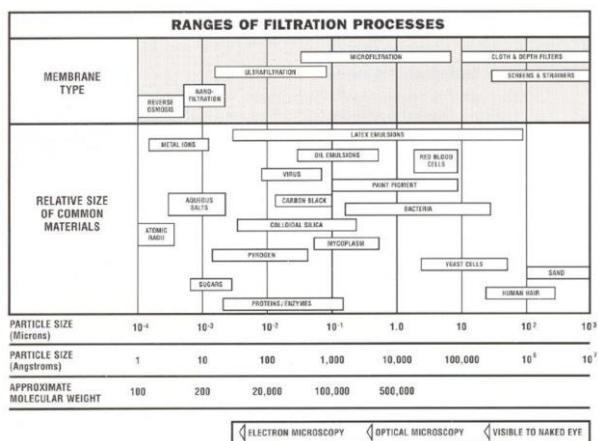 RANGES OF FILTRATION PROCESSES
MEMBRANE
TYPE
MICROFILTRATION
CLOTH & DEPTH FILTERS
ULTRAFILTRATION
SCREENS & STRAINERS
NANO-
FILTRATION
REVERSE
OSMOSIS
RELATIVE SIZE
OF COMMON
MATERIALS
LATEX EMULSIONS
METAL IONS
OIL EMULSIONS
RED BLOOD
CELLS
VIRUS
PAINT PIGMENT
AQUEOUS
SALTS
CARBON BLACK
BACTERIA
COLLOIDAL SILICA
ATOMIC
RADII
MYCOPLASM
PYROGEN
YEAST CELLS
SAND
SUGARS
HUMAN HAIR
PROTEINS/ENZYMES
PARTICLE SIZE
(Microns)
10-4 10-3 10-2 10-1 1.0 10 102 103
PARTICLE SIZE
(Angstroms)
1 10 100 1,000 10,000 100,000 106 107
APPROXIMATE
MOLECULAR WEIGHT
100 200 20,000 100,000 500,000
ELECTRON MICROSCOPY OPTICAL MICROSCOPY VISIBLE TO NAKED EYE